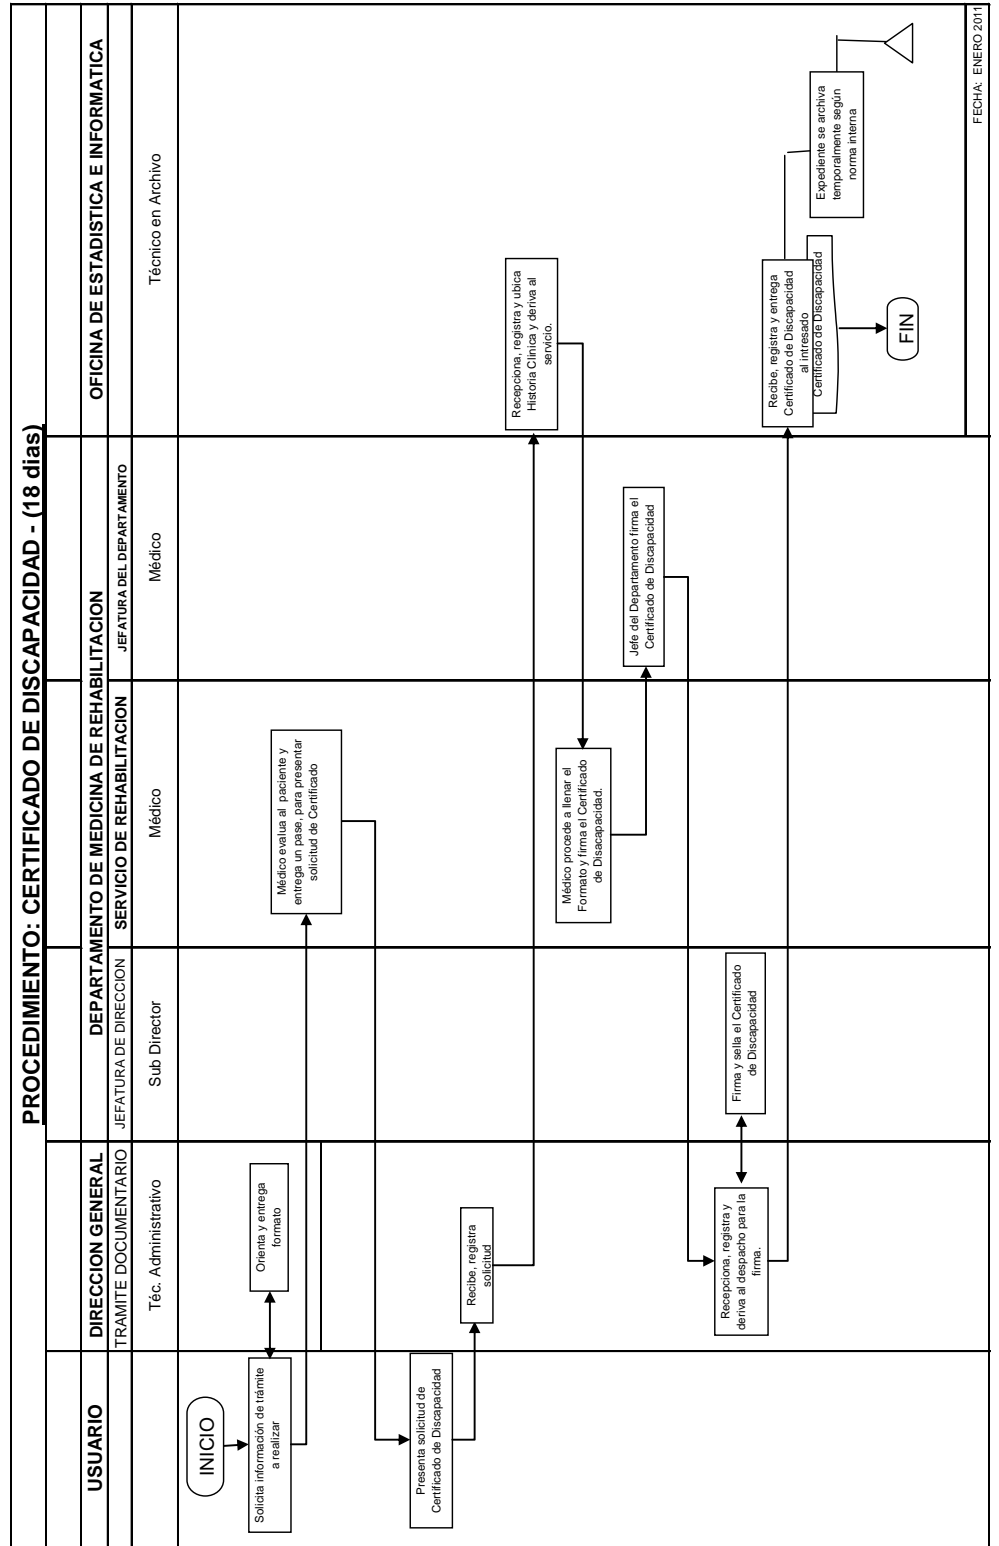 PROCEDIMIENTO: CERTIFICADO DE DISCAPACIDAD - (18 dias)
USUARIO
DIRECCION GENERAL
DEPARTAMENTO DE MEDICINA DE REHABILITACION
OFICINA DE ESTADISTICA E INFORMATICA
TRAMITE DOCUMENTARIO
JEFATURA DE DIRECCION
SERVICIO DE REHABILITACION
JEFATURA DEL DEPARTAMENTO
Téc. Administrativo
Sub Director
Médico
Médico
Técnico en Archivo
INICIO
Solicita información de trámite
a realizar
Orienta y entrega
formato
Médico evalua al paciente y
entrega un pase, para presentar
solicitud de Certificado
Presenta solicitud de
Certificado de Discapacidad
Recibe, registra
solicitud
Recepciona, registra y ubica
Historia Clínica y deriva al
servicio.
Médico procede a llenar el
Formato y firma el Certificado
de Disacapacidad.
Jefe del Departamento firma el
Certificado de Discapacidad
Recepciona, registra y
deriva al despacho para la
firma.
Firma y sella el Certificado
de Discapacidad
Recibe, registra y entrega
Certificado de Discapacidad
al intresado
Certificado de Discapacidad
Expediente se archiva
temporalmente según
norma interna
FIN
FECHA: ENERO 2011